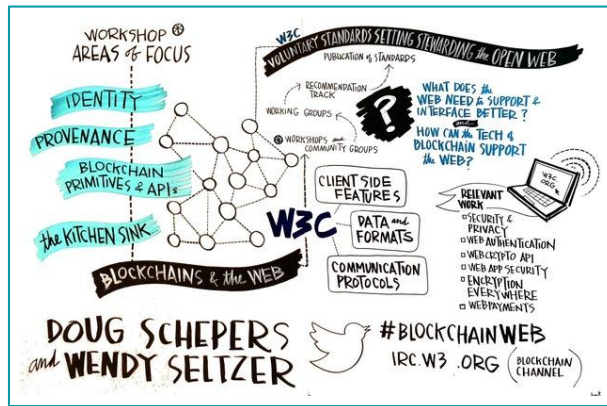 WORKSHOP
AREAS OF FOCUS
IDENTITY
PROVENANCE
BLOCKCHAIN
PRIMITIVES & APIs
the KITCHEN SINK
BLOCKCHAINS & the WEB
W3C
VOLUNTARY STANDARDS SETTING STEWARDING the OPEN WEB
PUBLICATION of STANDARDS
RECOMMENDATION
TRACK
WORKING GROUPS
WORKSHOPS and
COMMUNITY GROUPS
?
WHAT DOES the
WEB NEED to SUPPORT &
INTERFACE BETTER?
and
HOW CAN the TECH of
BLOCKCHAIN SUPPORT
the WEB?
W3C
CLIENT SIDE
FEATURES
DATA and
FORMATS
COMMUNICATION
PROTOCOLS
W3C.
ORG
RELEVANT
WORK
SECURITY &
PRIVACY
WEB AUTHENTICATION
WEBCRYPTO API
WEB APP SECURITY
ENCRYPTION
EVERYWHERE
WEBPAYMENTS
DOUG SCHEPERS
and WENDY SELTZER
#BLOCKCHAINWEB
IRC.W3.ORG
(BLOCKCHAIN
CHANNEL)